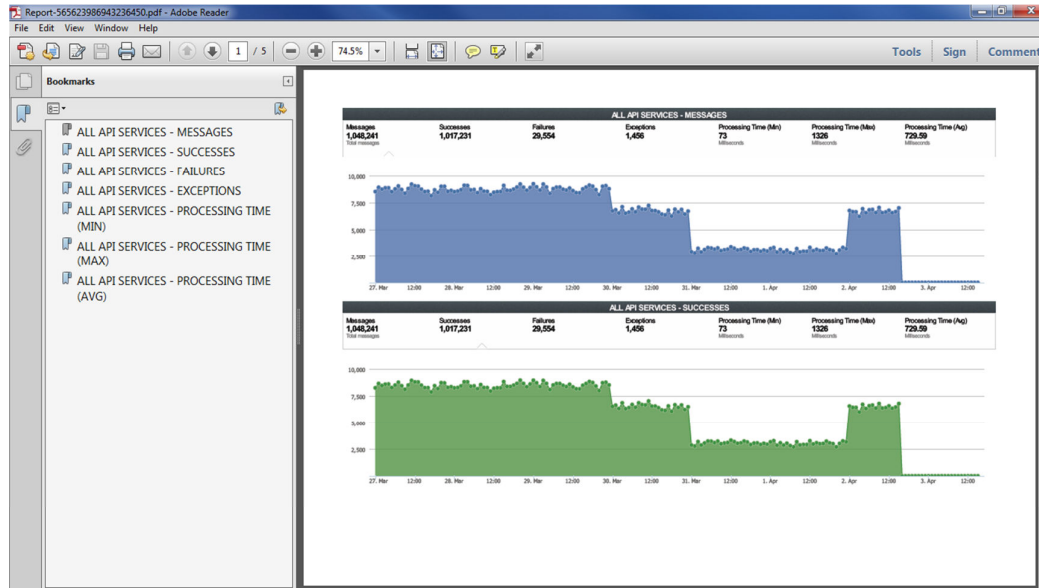 Report-565623986943236450.pdf - Adobe Reader
File Edit View Window Help
1 / 5 74.5% Tools Sign Comment
Bookmarks
ALL API SERVICES - MESSAGES
ALL API SERVICES - SUCCESSES
ALL API SERVICES - FAILURES
ALL API SERVICES - EXCEPTIONS
ALL API SERVICES - PROCESSING TIME
(MIN)
ALL API SERVICES - PROCESSING TIME
(MAX)
ALL API SERVICES - PROCESSING TIME
(AVG)
ALL API SERVICES - MESSAGES
Messages Successes Failures Exceptions Processing Time (Min) Processing Time (Max) Processing Time (Avg)
1,048,241 1,017,231 29,554 1,456 73 1326 729.59
Total messages Milliseconds Milliseconds Milliseconds
10,000
7,500
5,000
2,500
27. Mar 12:00 28. Mar 12:00 29. Mar 12:00 30. Mar 12:00 31. Mar 12:00 1. Apr 12:00 2. Apr 12:00 3. Apr 12:00
ALL API SERVICES - SUCCESSES
Messages Successes Failures Exceptions Processing Time (Min) Processing Time (Max) Processing Time (Avg)
1,048,241 1,017,231 29,554 1,456 73 1326 729.59
Total messages Milliseconds Milliseconds Milliseconds
10,000
7,500
5,000
2,500
27. Mar 12:00 28. Mar 12:00 29. Mar 12:00 30. Mar 12:00 31. Mar 12:00 1. Apr 12:00 2. Apr 12:00 3. Apr 12:00